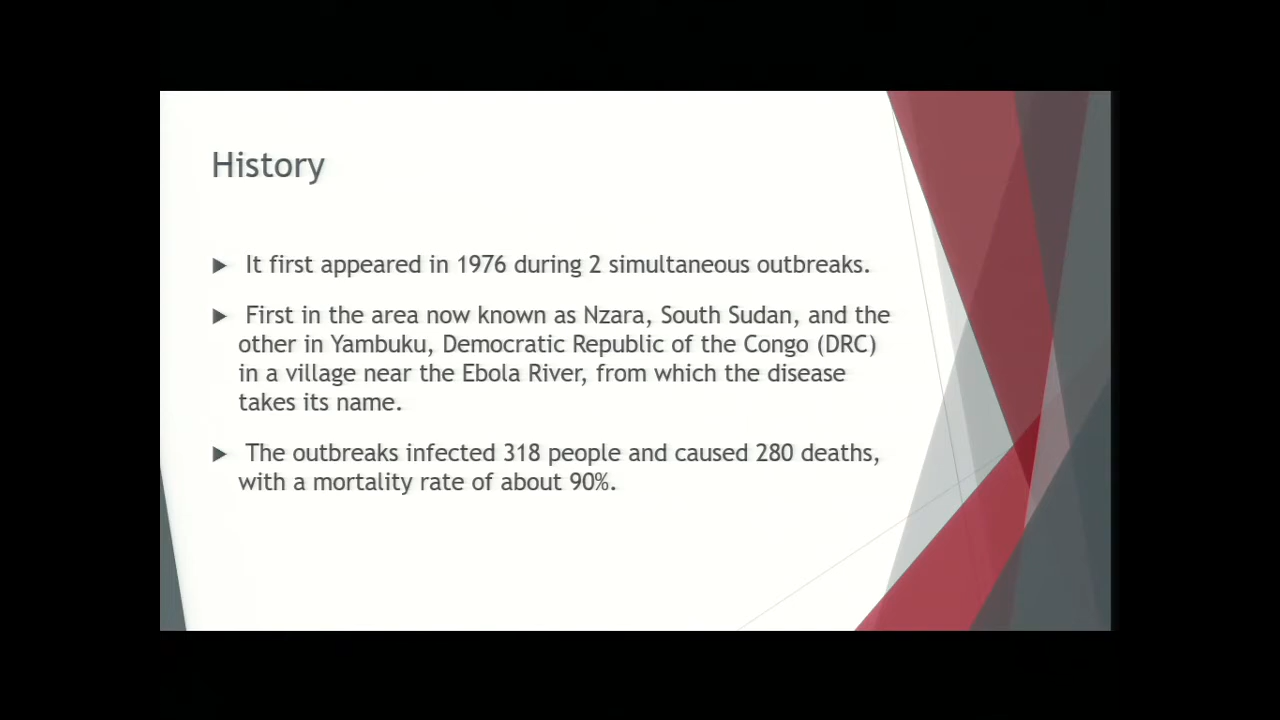 History
It first appeared in 1976 during 2 simultaneous outbreaks.
First in the area now known as Nzara, South Sudan, and the
other in Yambuku, Democratic Republic of the Congo (DRC)
in a village near the Ebola River, from which the disease
takes its name.
The outbreaks infected 318 people and caused 280 deaths,
with a mortality rate of about 90%.